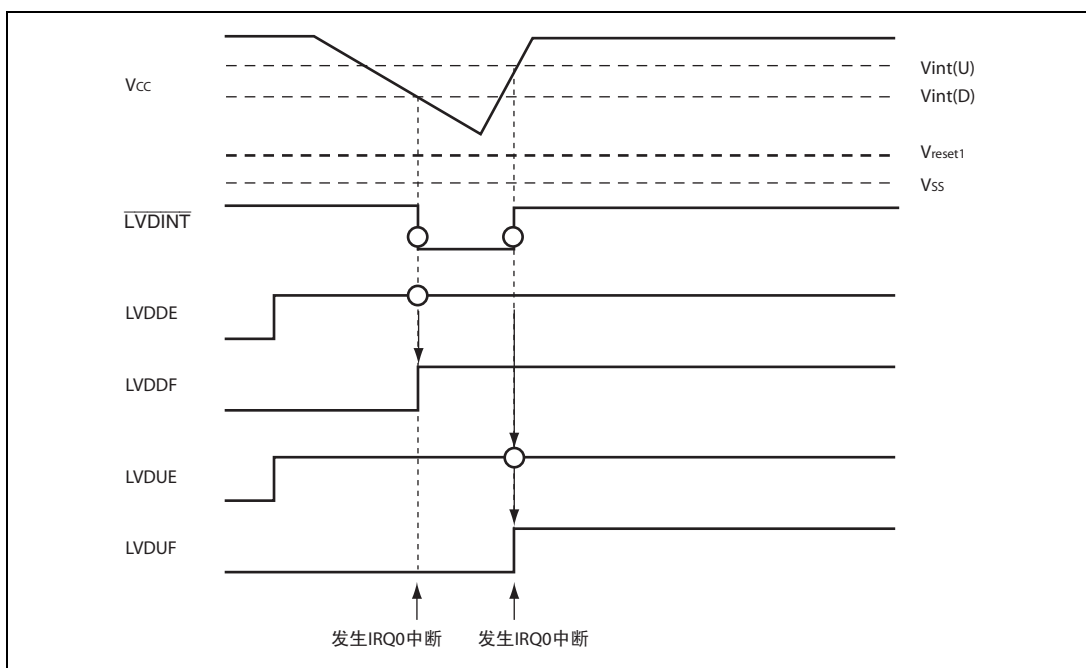 Vcc
Vint(U)
Vint(D)
Vreset1
Vss
LVDINT
LVDDE
LVDDF
LVDUE
LVDUF
发生IRQ0中断 发生IRQ0中断